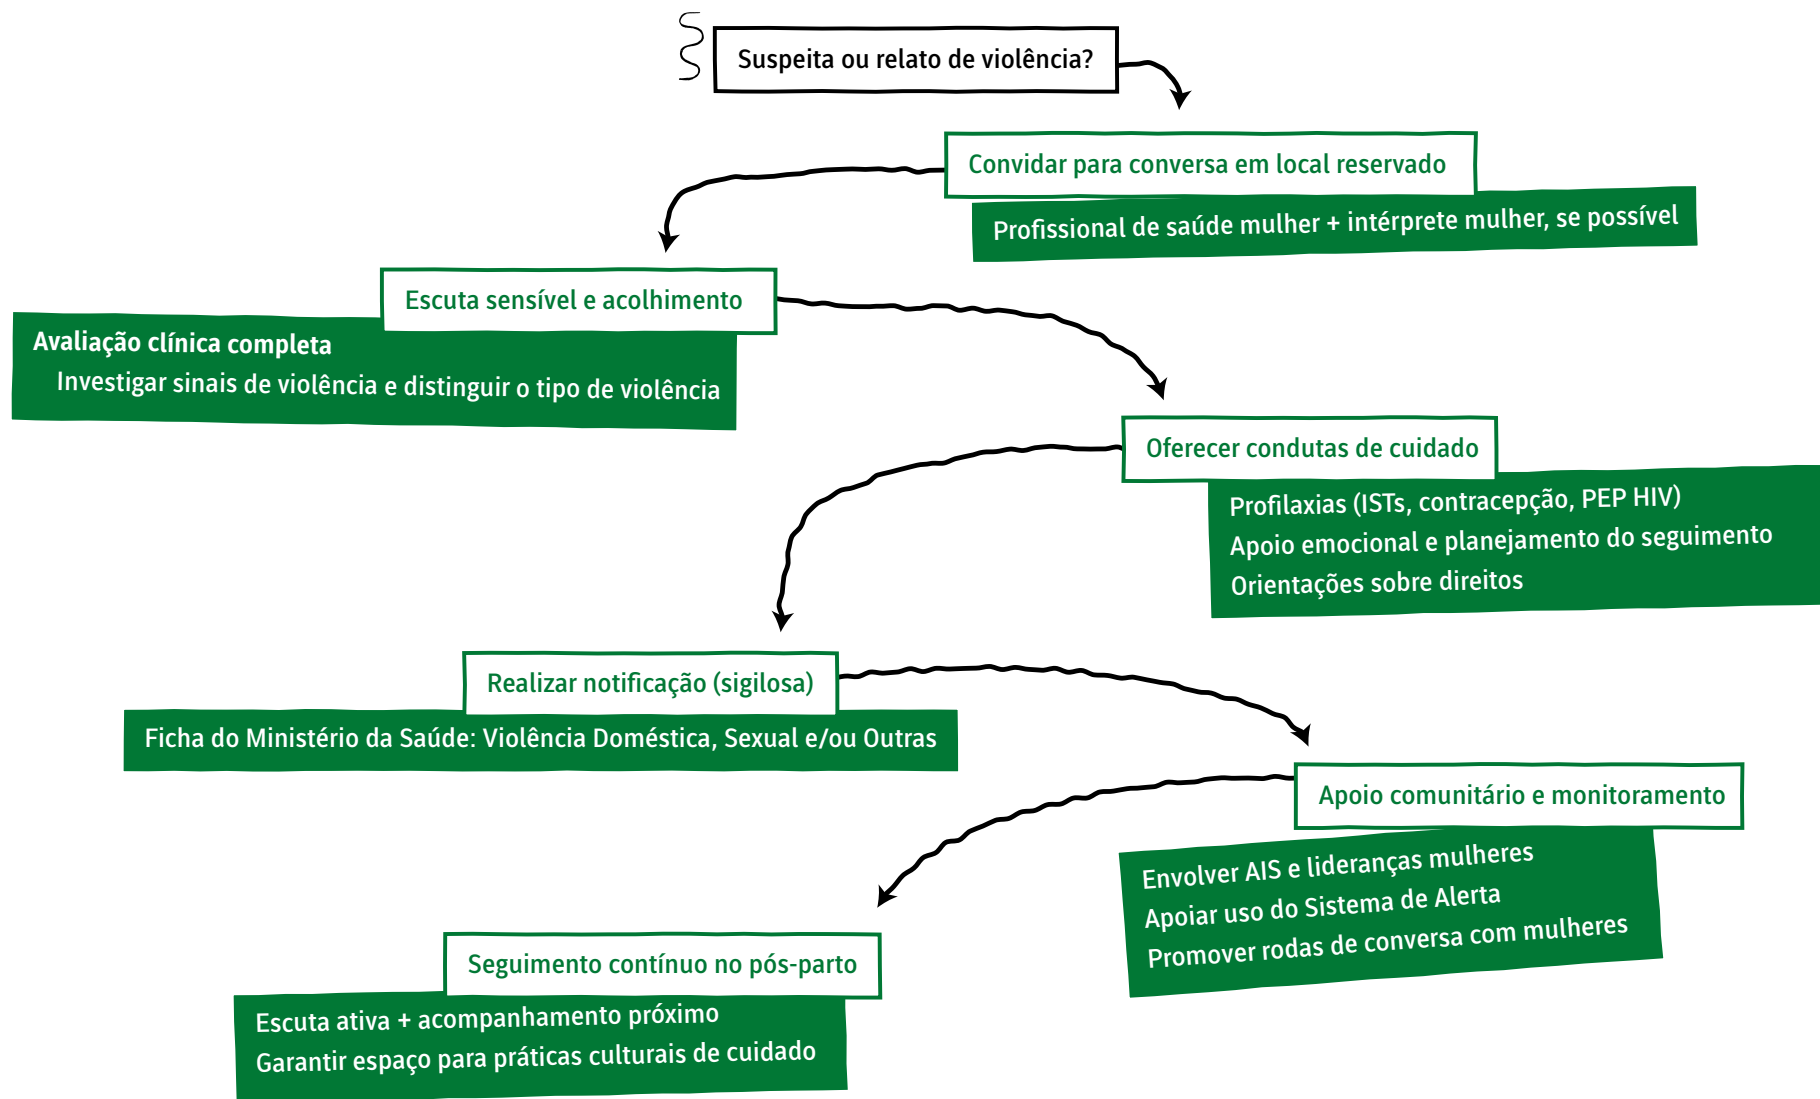 Suspeita ou relato de violência?
Convidar para conversa em local reservado
Profissional de saúde mulher + intérprete mulher, se possível
Escuta sensível e acolhimento
Avaliação clínica completa
Investigar sinais de violência e distinguir o tipo de violência
Oferecer condutas de cuidado
Profilaxias (ISTs, contracepção, PEP HIV)
Apoio emocional e planejamento do seguimento
Orientações sobre direitos
Realizar notificação (sigilosa)
Ficha do Ministério da Saúde: Violência Doméstica, Sexual e/ou Outras
Apoio comunitário e monitoramento
Envolver AIS e lideranças mulheres
Apoiar uso do Sistema de Alerta
Promover rodas de conversa com mulheres
Seguimento contínuo no pós-parto
Escuta ativa + acompanhamento próximo
Garantir espaço para práticas culturais de cuidado